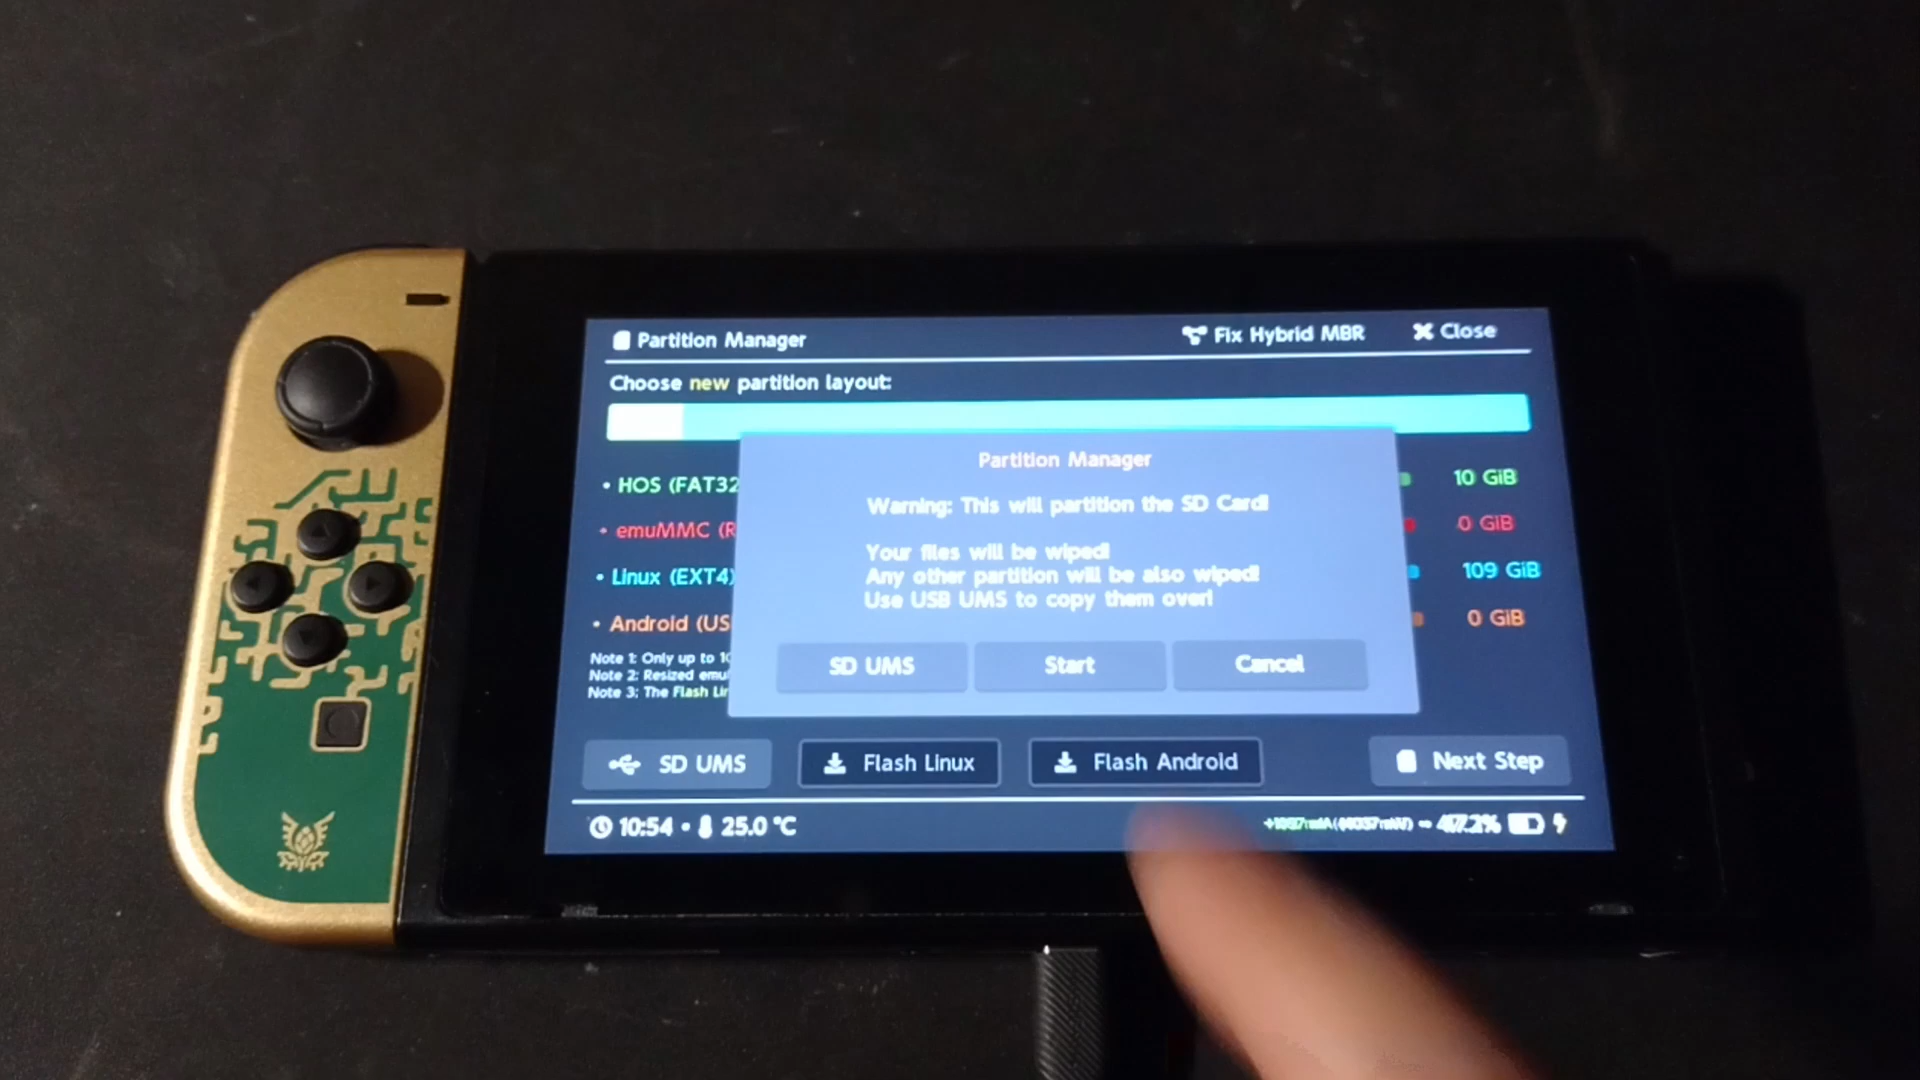 Partition Manager
Fix Hybrid MBR
Close
Choose new partition layout:
Partition Manager
Warning: This will partition the SD Card!
Your files will be wiped!
Any other partition will be also wiped!
Use USB UMS to copy them over!
SD UMS
Start
Cancel
• HOS (FAT32
10 GiB
• emuMMC (R
0 GiB
• Linux (EXT4)
109 GiB
• Android (US
0 GiB
Note 1: Only up to
Note 2: Resized emu
Note 3: The Flash Li
SD UMS
Flash Linux
Flash Android
Next Step
10:54 • 25.0 °C